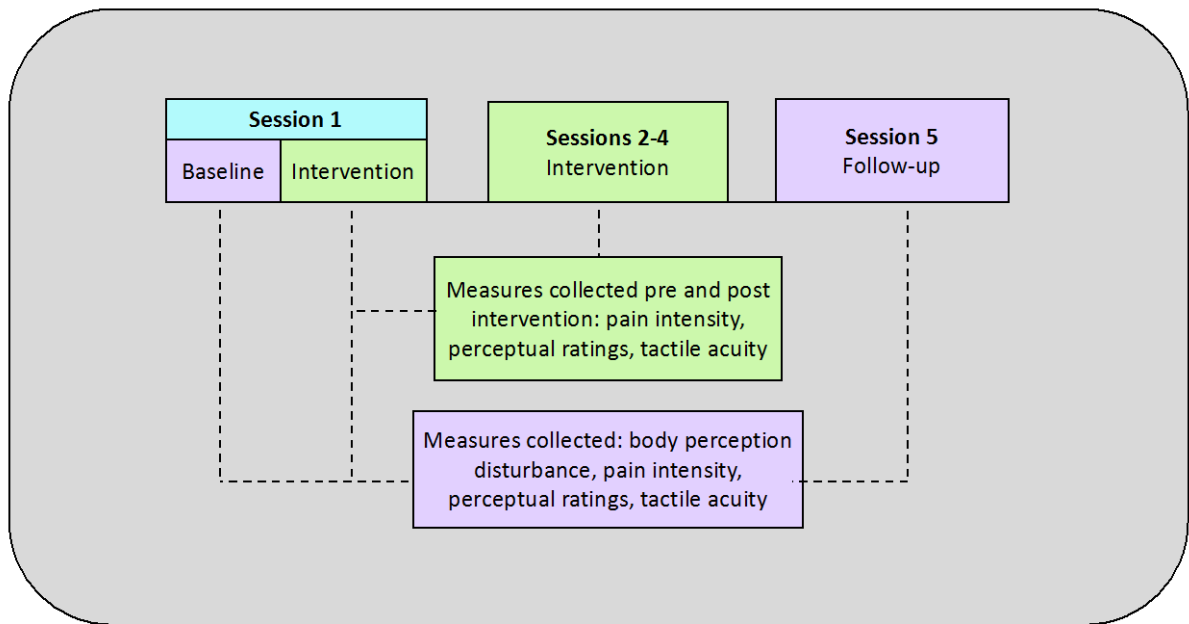 Session 1
Baseline
Intervention
Sessions 2-4
Intervention
Session 5
Follow-up
Measures collected pre and post
intervention: pain intensity,
perceptual ratings, tactile acuity
Measures collected: body perception
disturbance, pain intensity,
perceptual ratings, tactile acuity